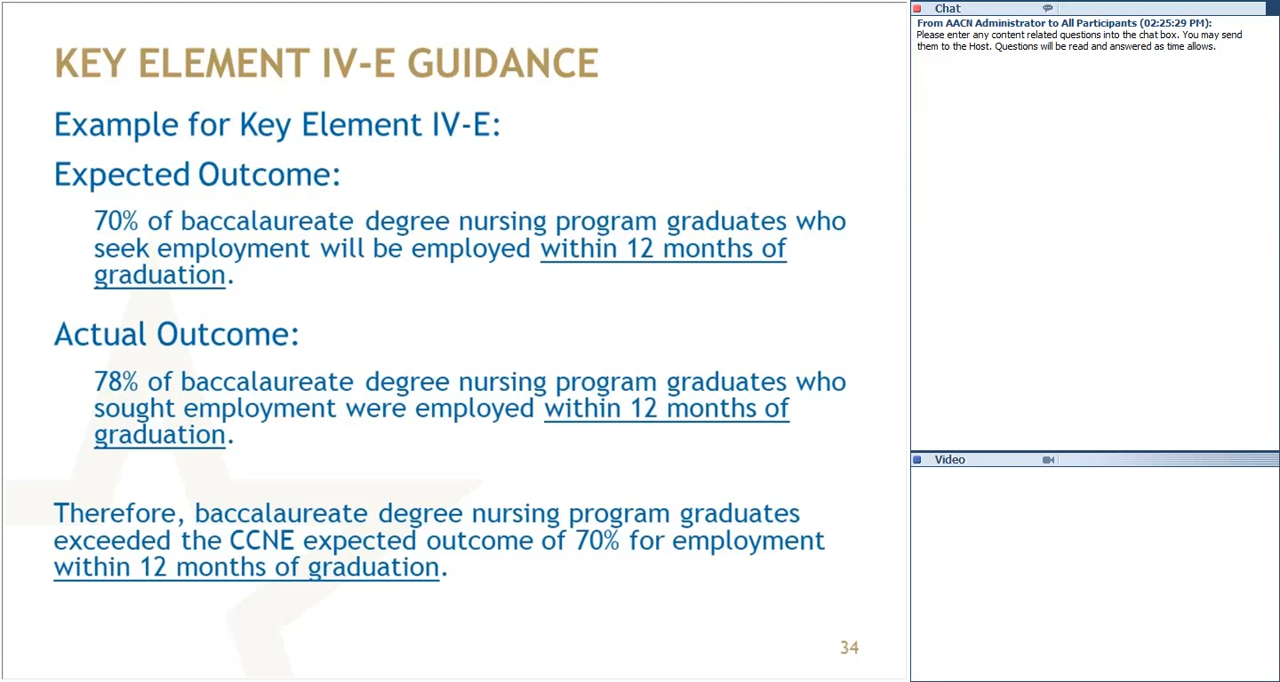 KEY ELEMENT IV-E GUIDANCE
Example for Key Element IV-E:
Expected Outcome:
70% of baccalaureate degree nursing program graduates who
seek employment will be employed within 12 months of
graduation.
Actual Outcome:
78% of baccalaureate degree nursing program graduates who
sought employment were employed within 12 months of
graduation.
Therefore, baccalaureate degree nursing program graduates
exceeded the CCNE expected outcome of 70% for employment
within 12 months of graduation.
34
Chat
From AACN Administrator to All Participants (02:25:29 PM):
Please enter any content related questions into the chat box. You may send
them to the Host. Questions will be read and answered as time allows.
Video